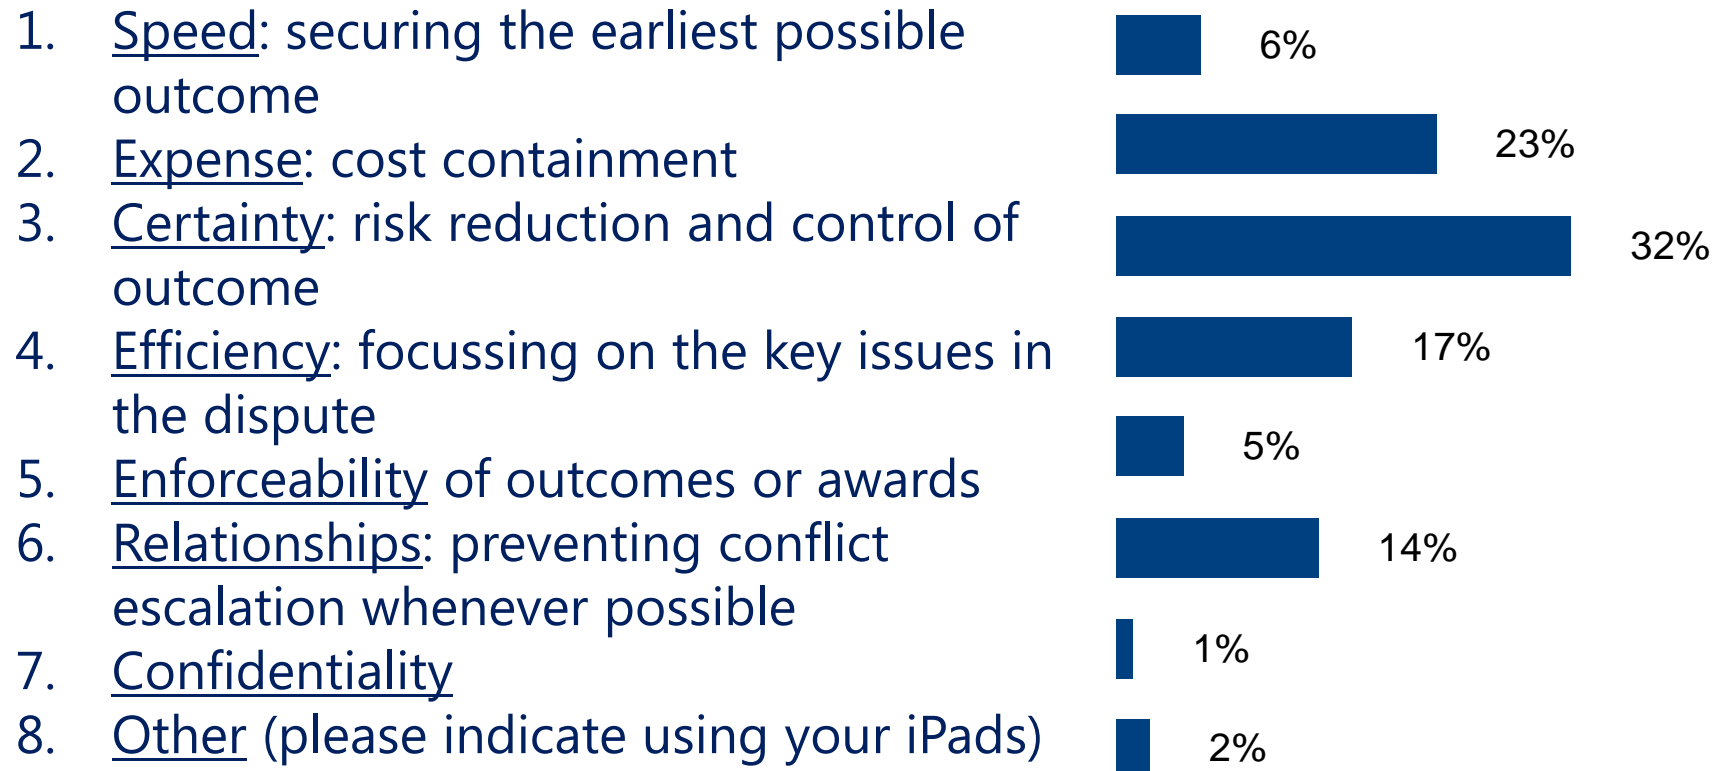 1. Speed: securing the earliest possible
outcome
2. Expense: cost containment
3. Certainty: risk reduction and control of
outcome
4. Efficiency: focussing on the key issues in
the dispute
5. Enforceability of outcomes or awards
6. Relationships: preventing conflict
escalation whenever possible
7. Confidentiality
8. Other (please indicate using your iPads)
6%
23%
32%
17%
5%
14%
1%
2%